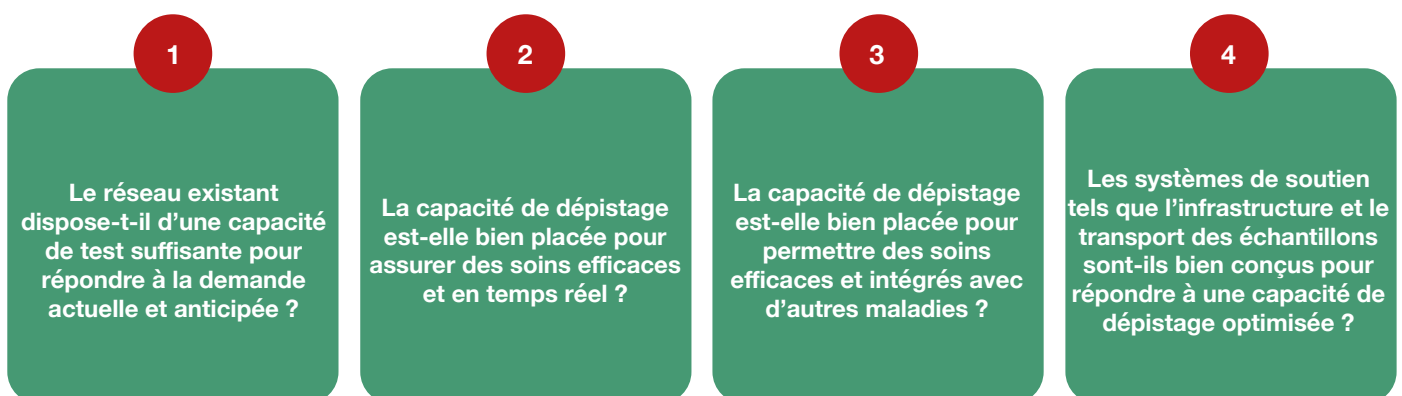 1
Le réseau existant
dispose-t-il d’une capacité
de test suffisante pour
répondre à la demande
actuelle et anticipée ?
2
La capacité de dépistage
est-elle bien placée pour
assurer des soins efficaces
et en temps réel ?
3
La capacité de dépistage
est-elle bien placée pour
permettre des soins
efficaces et intégrés avec
d’autres maladies ?
4
Les systèmes de soutien
tels que l’infrastructure et le
transport des échantillons
sont-ils bien conçus pour
répondre à une capacité de
dépistage optimisée ?